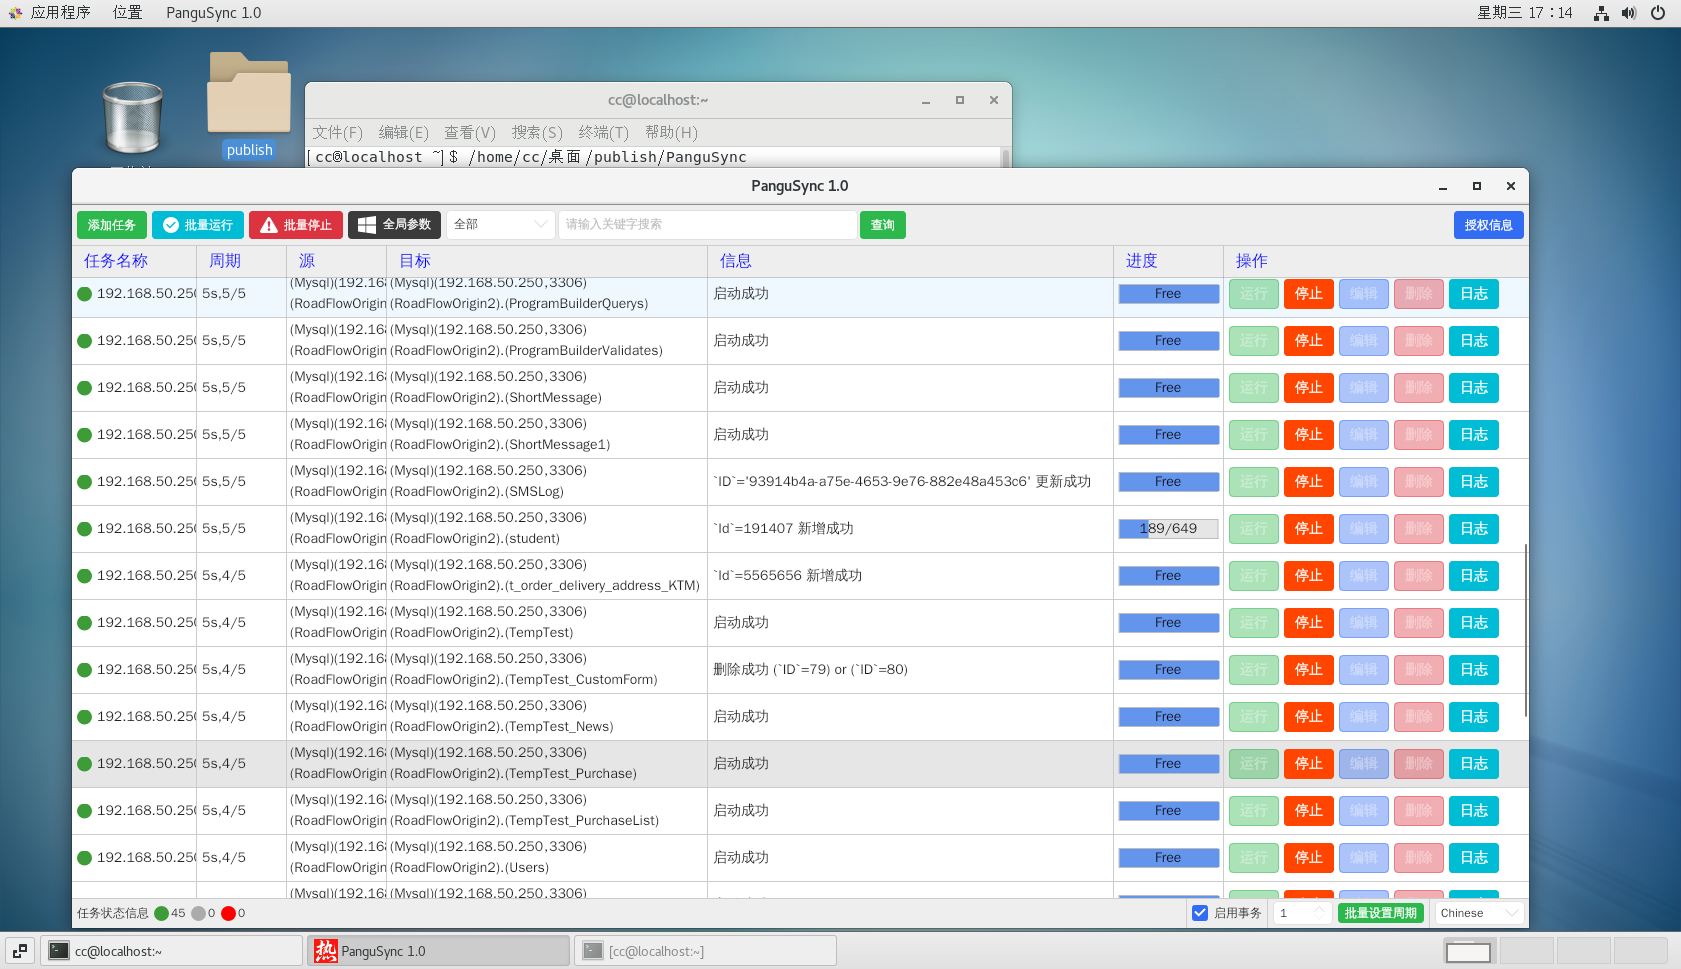 应用程序 位置 PanguSync 1.0 星期三 17：14
publish
cc@localhost:~
文件(F) 编辑(E) 查看(V) 搜索(S) 终端(T) 帮助(H)
[cc@localhost ~]$ /home/cc/桌面/publish/PanguSync
PanguSync 1.0
添加任务 批量运行 批量停止 全局参数 全部 请输入关键字搜索 查询 授权信息
任务名称 周期 源 目标 信息 进度 操作
(Mysql)(192.168 (Mysql)(192.168.50.250,3306)
192.168.50.250 5s,5/5 启动成功 Free 运行 停止 编辑 删除 日志
(RoadFlowOrigin (RoadFlowOrigin2).(ProgramBuilderQuerys)
(Mysql)(192.168 (Mysql)(192.168.50.250,3306)
192.168.50.250 5s,5/5 启动成功 Free 运行 停止 编辑 删除 日志
(RoadFlowOrigin (RoadFlowOrigin2).(ProgramBuilderValidates)
(Mysql)(192.168 (Mysql)(192.168.50.250,3306)
192.168.50.250 5s,5/5 启动成功 Free 运行 停止 编辑 删除 日志
(RoadFlowOrigin (RoadFlowOrigin2).(ShortMessage)
(Mysql)(192.168 (Mysql)(192.168.50.250,3306)
192.168.50.250 5s,5/5 启动成功 Free 运行 停止 编辑 删除 日志
(RoadFlowOrigin (RoadFlowOrigin2).(ShortMessage1)
(Mysql)(192.168 (Mysql)(192.168.50.250,3306)
192.168.50.250 5s,5/5 `ID`='93914b4a-a75e-4653-9e76-882e48a453c6' 更新成功 Free 运行 停止 编辑 删除 日志
(RoadFlowOrigin (RoadFlowOrigin2).(SMSLog)
(Mysql)(192.168 (Mysql)(192.168.50.250,3306)
192.168.50.250 5s,5/5 `Id`=191407 新增成功 189/649 运行 停止 编辑 删除 日志
(RoadFlowOrigin (RoadFlowOrigin2).(student)
(Mysql)(192.168 (Mysql)(192.168.50.250,3306)
192.168.50.250 5s,4/5 `Id`=5565656 新增成功 Free 运行 停止 编辑 删除 日志
(RoadFlowOrigin (RoadFlowOrigin2).(t_order_delivery_address_KTM)
(Mysql)(192.168 (Mysql)(192.168.50.250,3306)
192.168.50.250 5s,4/5 启动成功 Free 运行 停止 编辑 删除 日志
(RoadFlowOrigin (RoadFlowOrigin2).(TempTest)
(Mysql)(192.168 (Mysql)(192.168.50.250,3306)
192.168.50.250 5s,4/5 删除成功 (`ID`=79) or (`ID`=80) Free 运行 停止 编辑 删除 日志
(RoadFlowOrigin (RoadFlowOrigin2).(TempTest_CustomForm)
(Mysql)(192.168 (Mysql)(192.168.50.250,3306)
192.168.50.250 5s,4/5 启动成功 Free 运行 停止 编辑 删除 日志
(RoadFlowOrigin (RoadFlowOrigin2).(TempTest_News)
(Mysql)(192.168 (Mysql)(192.168.50.250,3306)
192.168.50.250 5s,4/5 启动成功 Free 运行 停止 编辑 删除 日志
(RoadFlowOrigin (RoadFlowOrigin2).(TempTest_Purchase)
(Mysql)(192.168 (Mysql)(192.168.50.250,3306)
192.168.50.250 5s,4/5 启动成功 Free 运行 停止 编辑 删除 日志
(RoadFlowOrigin (RoadFlowOrigin2).(TempTest_PurchaseList)
(Mysql)(192.168 (Mysql)(192.168.50.250,3306)
192.168.50.250 5s,4/5 启动成功 Free 运行 停止 编辑 删除 日志
(RoadFlowOrigin (RoadFlowOrigin2).(Users)
(Mysql)(192.168 (Mysql)(192.168.50.250,3306)
任务状态信息 45 0 0 启用事务 1 批量设置周期 Chinese
cc@localhost:~ 热 PanguSync 1.0 [cc@localhost:~]